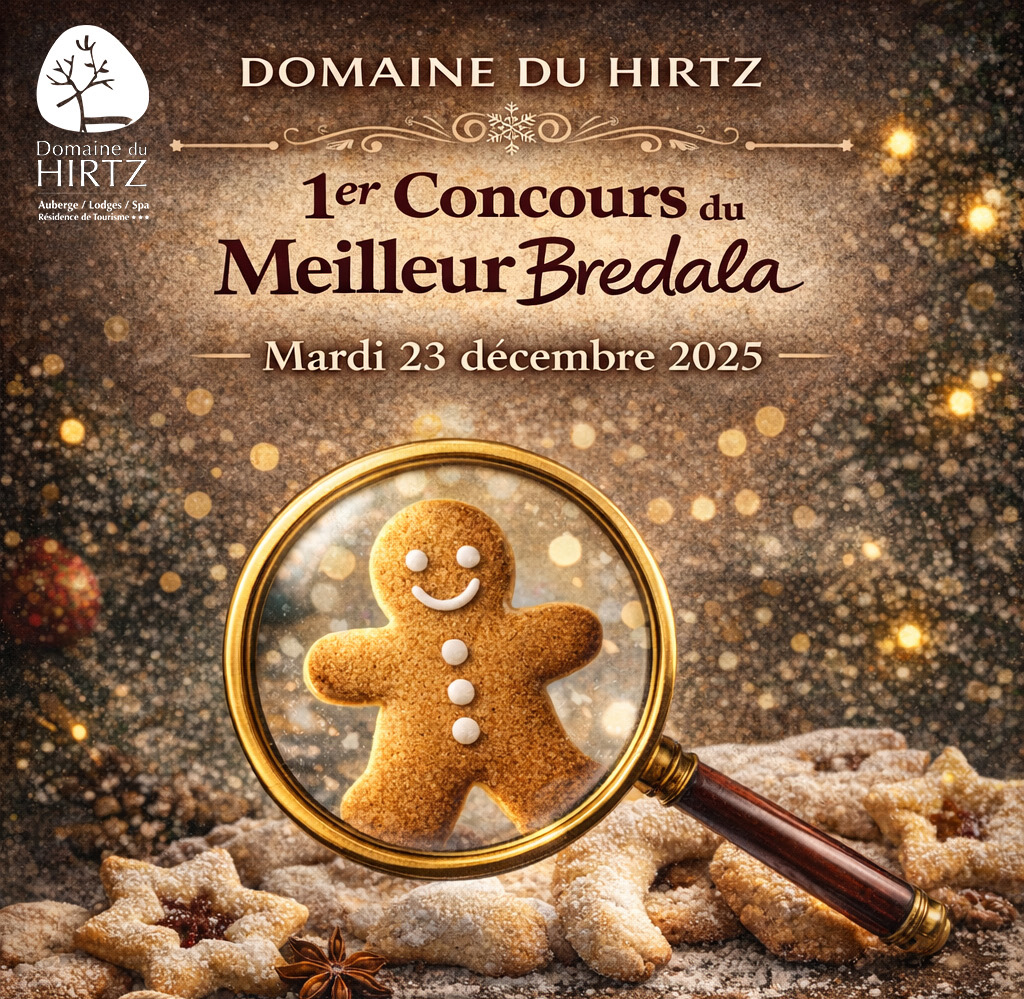 DOMAINE DU HIRTZ
Domaine du
HIRTZ
Auberge / Lodges / Spa
Résidence de Tourisme ★★★
1er Concours du
Meilleur Bredala
Mardi 23 décembre 2025